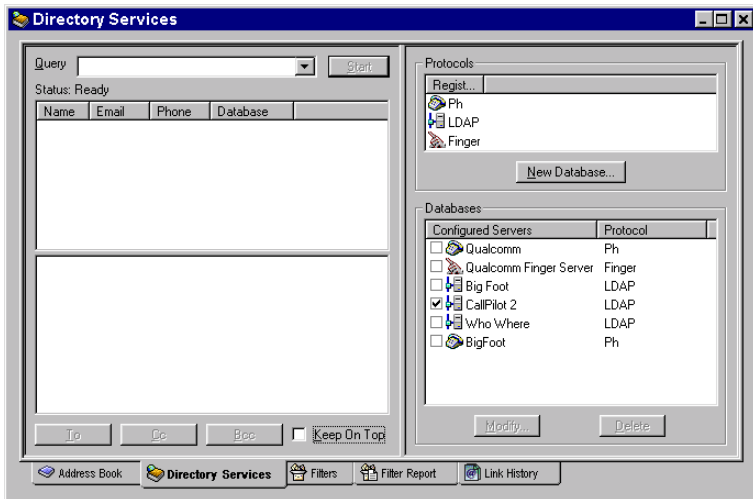 Directory Services
Query
Start
Status: Ready
Name Email Phone Database
To Cc Bcc Keep On Top
Protocols
Regist...
Ph
LDAP
Finger
New Database...
Databases
Configured Servers Protocol
Qualcomm Ph
Qualcomm Finger Server Finger
Big Foot LDAP
CallPilot 2 LDAP
Who Where LDAP
BigFoot Ph
Modify... Delete
Address Book Directory Services Filters Filter Report Link History